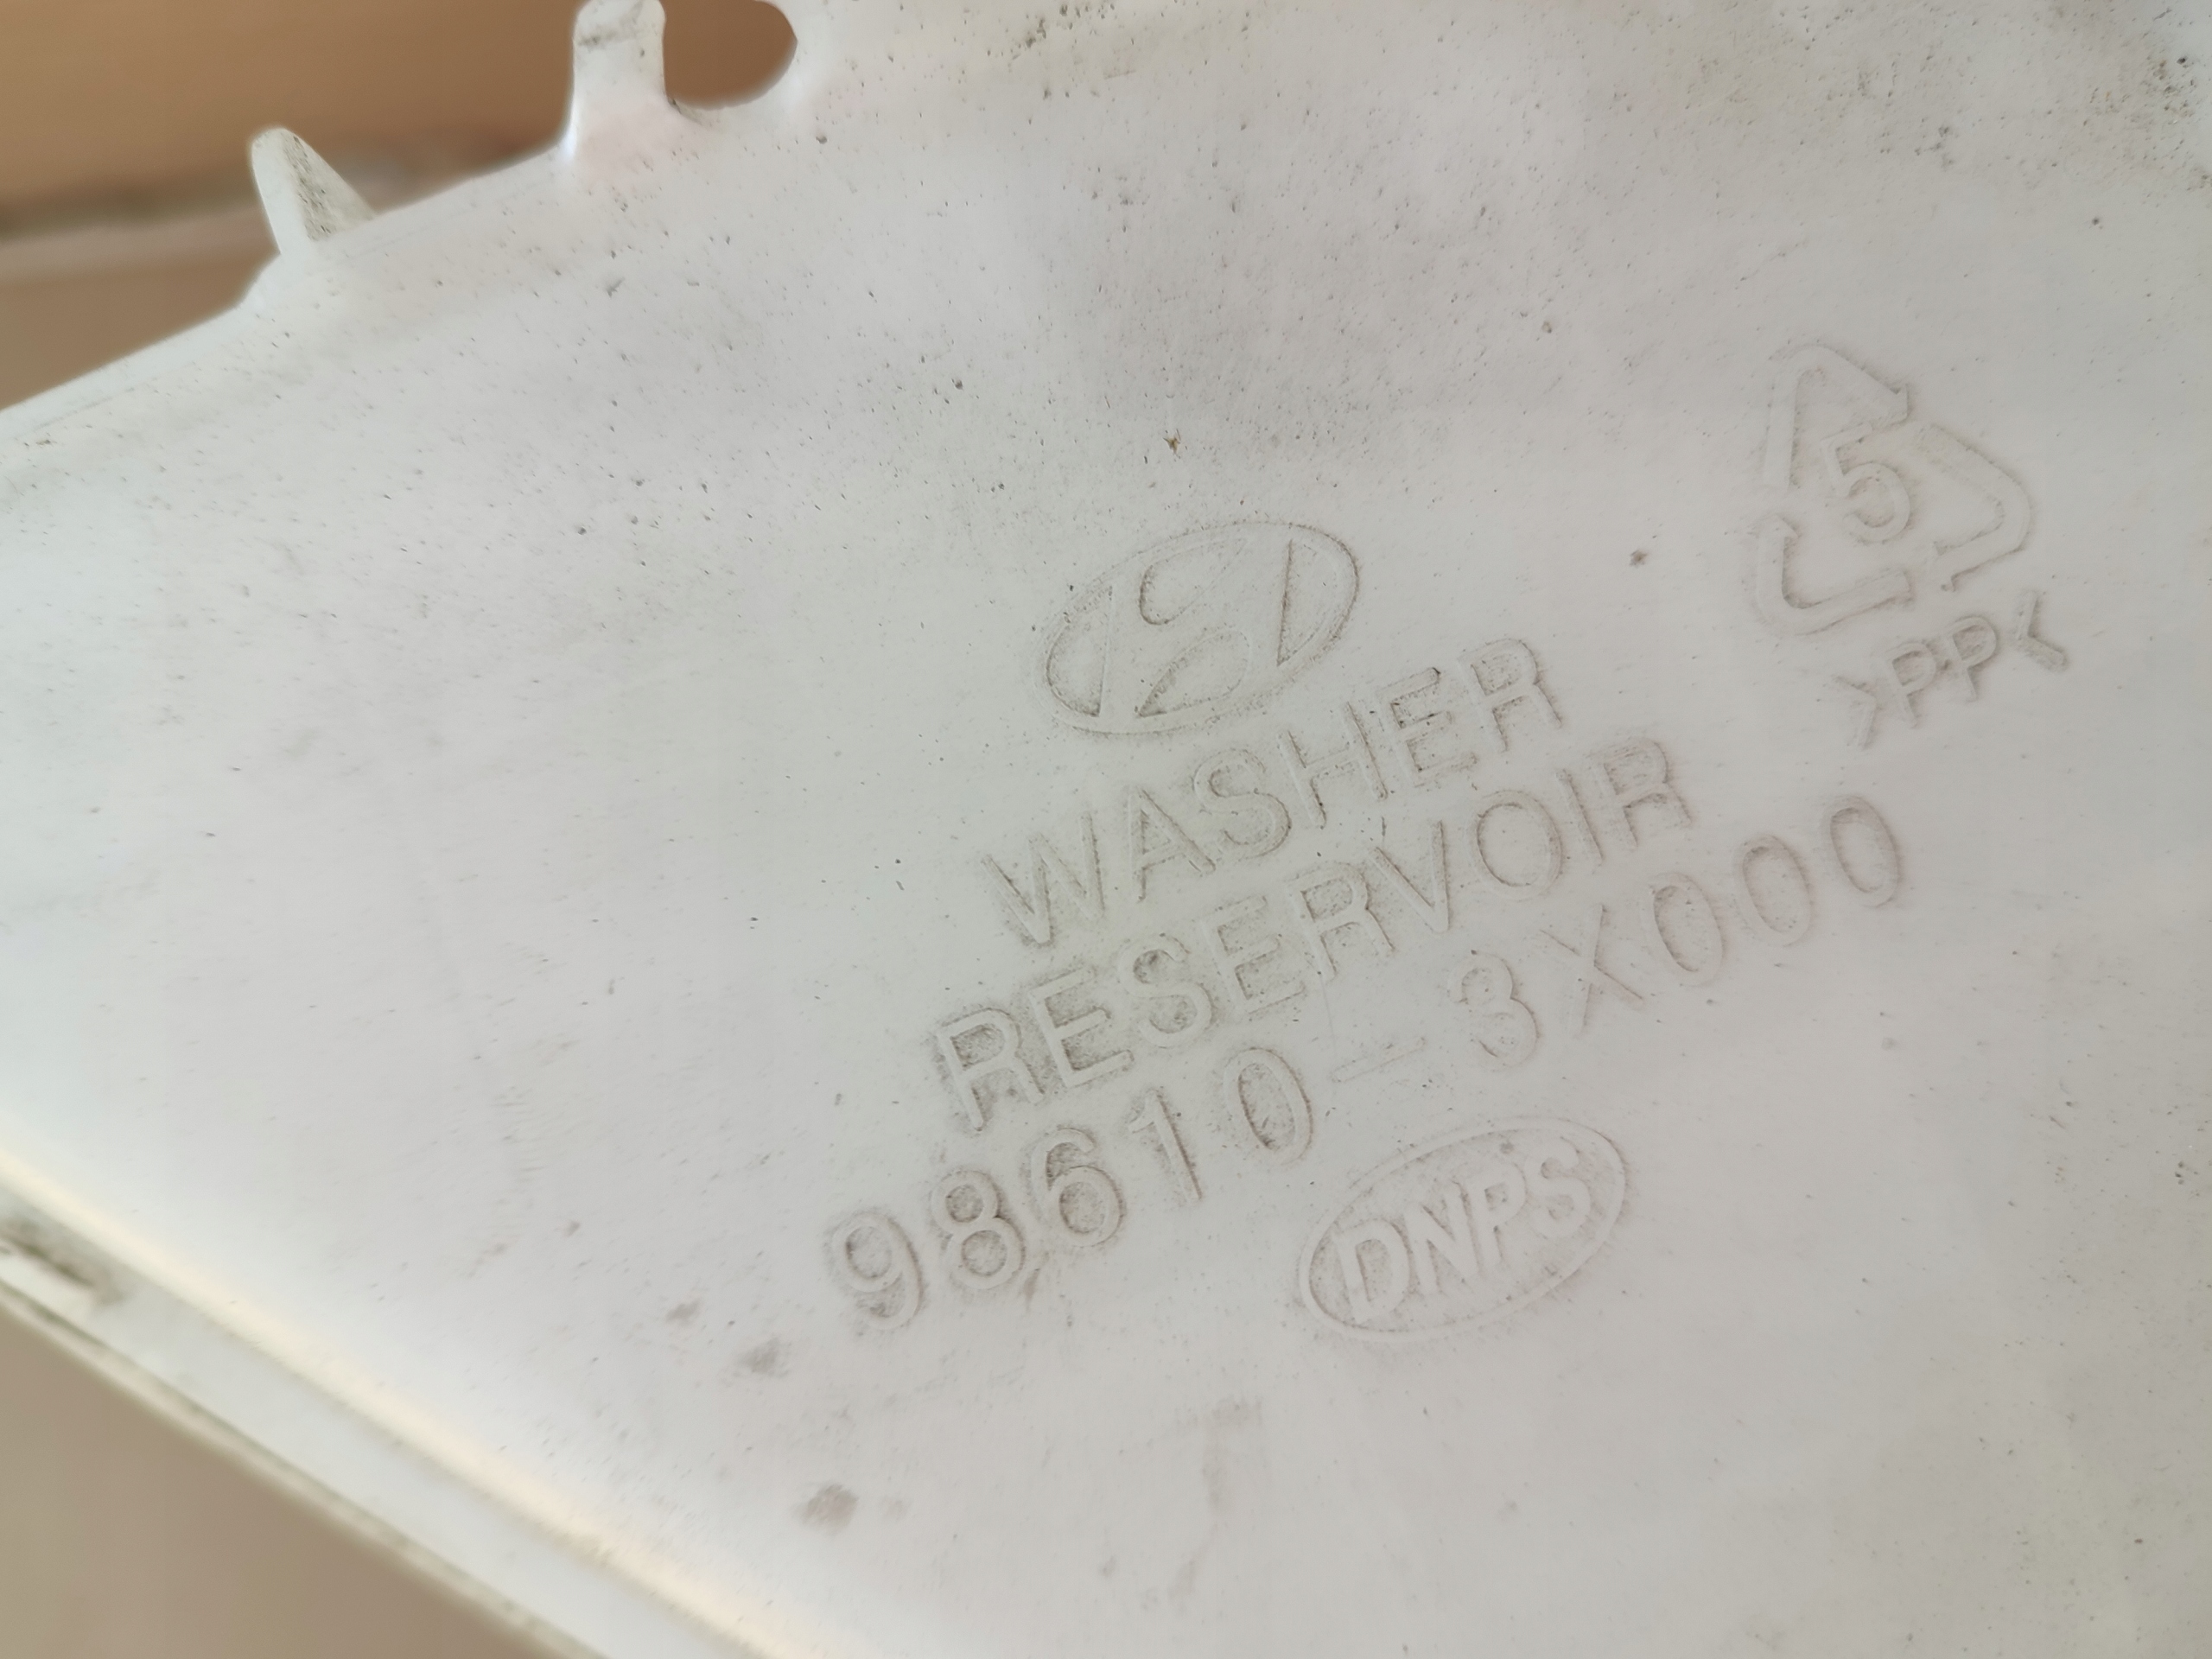 5
>PP<
WASHER
RESERVOIR
98610-3X000
DNPS